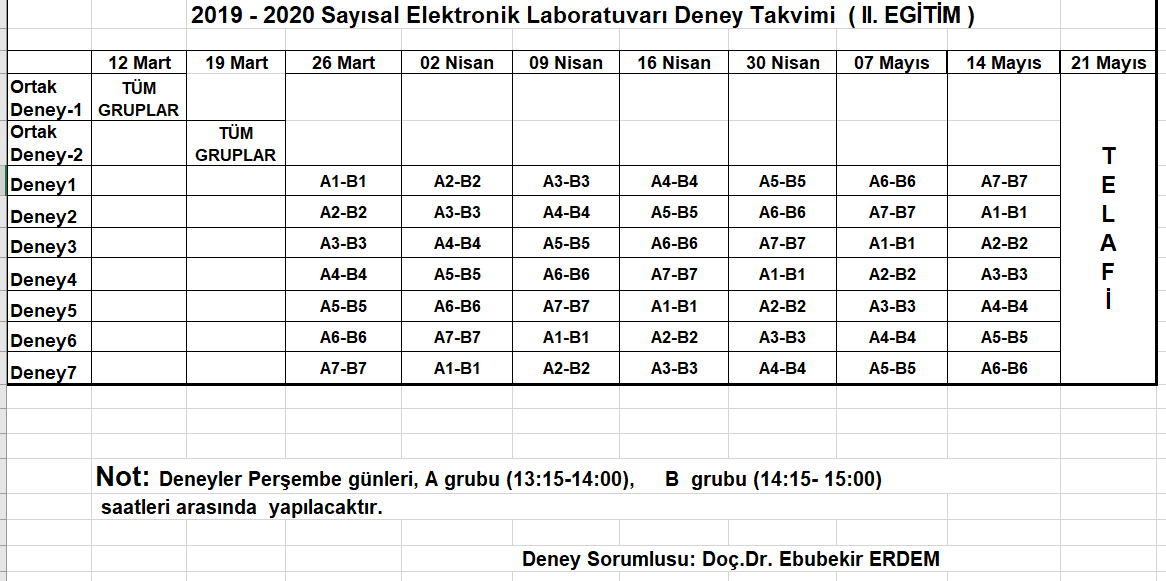 2019 - 2020 Sayısal Elektronik Laboratuvarı Deney Takvimi ( II. EGİTİM )
12 Mart 19 Mart 26 Mart 02 Nisan 09 Nisan 16 Nisan 30 Nisan 07 Mayıs 14 Mayıs 21 Mayıs
Ortak Deney-1 TÜM GRUPLAR
Ortak Deney-2 TÜM GRUPLAR
Deney1 A1-B1 A2-B2 A3-B3 A4-B4 A5-B5 A6-B6 A7-B7
Deney2 A2-B2 A3-B3 A4-B4 A5-B5 A6-B6 A7-B7 A1-B1
Deney3 A3-B3 A4-B4 A5-B5 A6-B6 A7-B7 A1-B1 A2-B2
Deney4 A4-B4 A5-B5 A6-B6 A7-B7 A1-B1 A2-B2 A3-B3
Deney5 A5-B5 A6-B6 A7-B7 A1-B1 A2-B2 A3-B3 A4-B4
Deney6 A6-B6 A7-B7 A1-B1 A2-B2 A3-B3 A4-B4 A5-B5
Deney7 A7-B7 A1-B1 A2-B2 A3-B3 A4-B4 A5-B5 A6-B6
TELAFİ
Not: Deneyler Perşembe günleri, A grubu (13:15-14:00), B grubu (14:15- 15:00)
saatleri arasında yapılacaktır.
Deney Sorumlusu: Doç.Dr. Ebubekir ERDEM